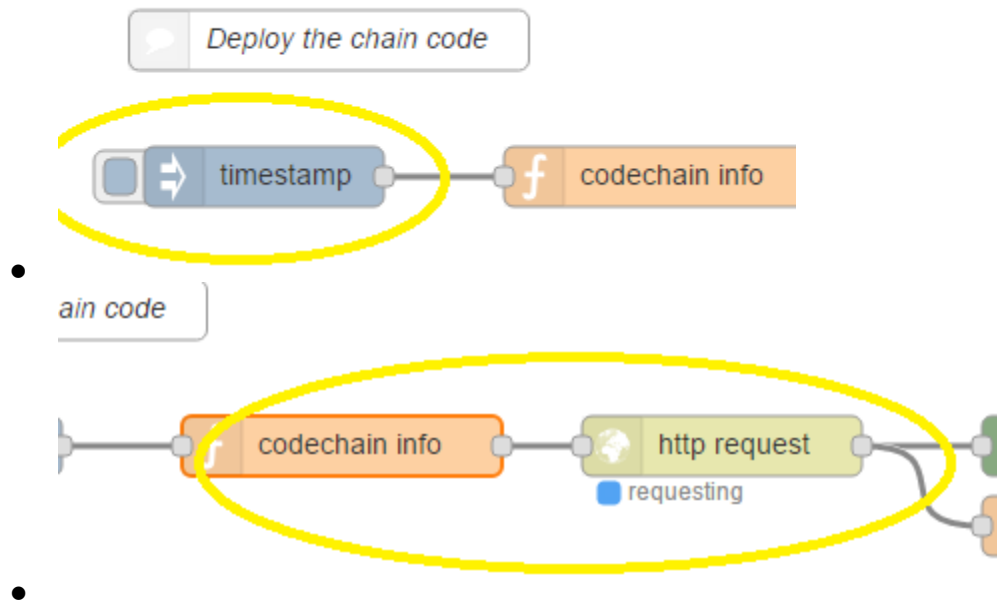 Deploy the chain code
timestamp
codechain info
ain code
codechain info
http request
requesting